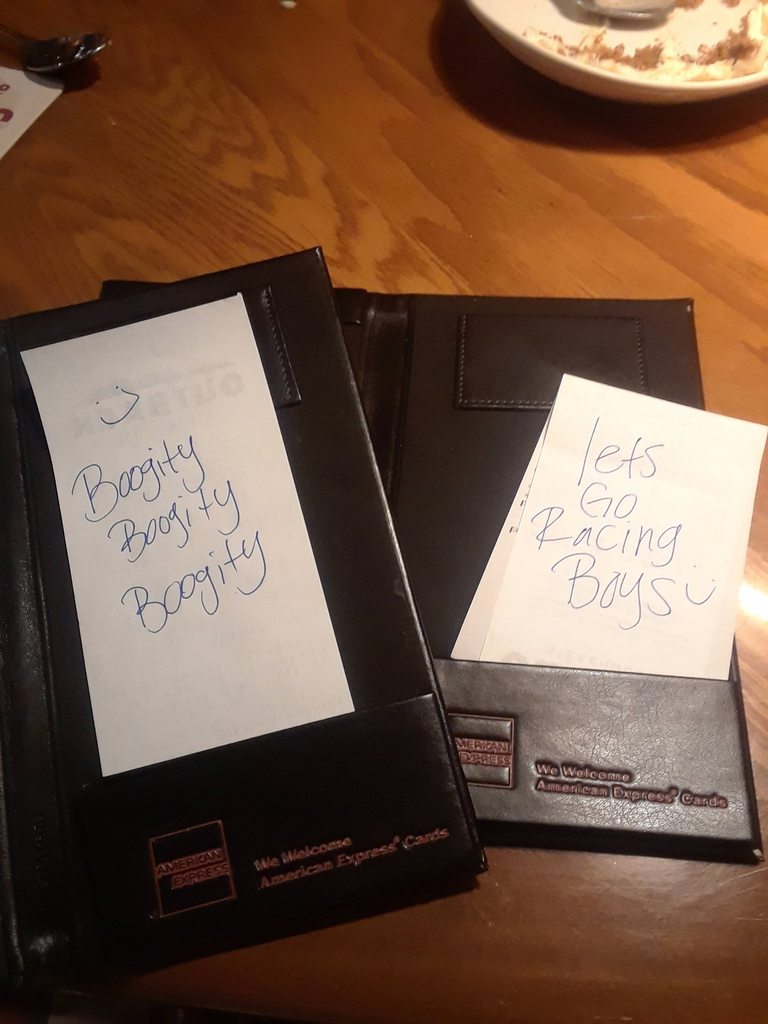 Boogity
Boogity
Boogity
lets
Go
Racing
Boys
AMERICAN
EXPRESS
We Welcome
American Express® Cards
AMERICAN
EXPRESS
We Welcome
American Express® Cards